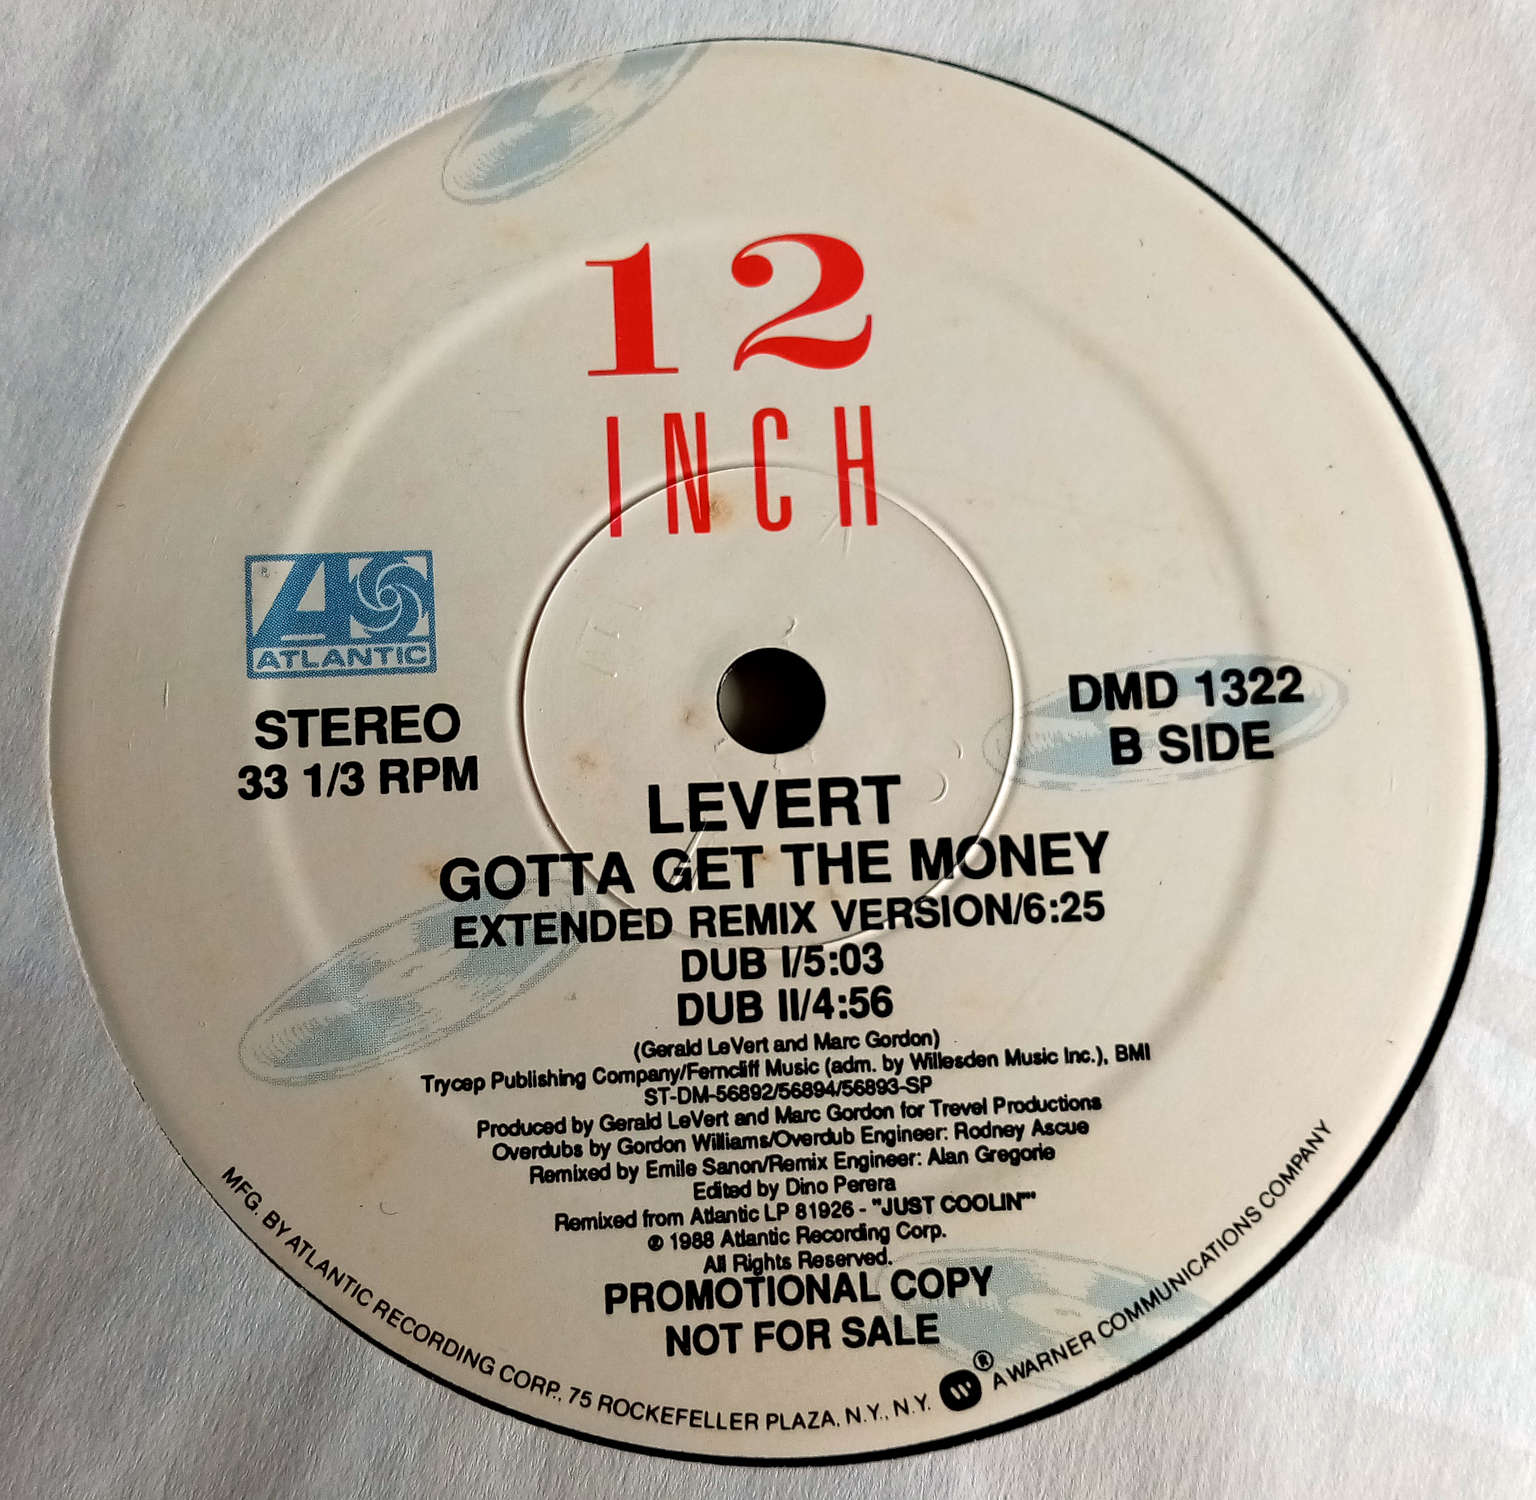 12
INCH
ATLANTIC
STEREO
33 1/3 RPM
DMD 1322
B SIDE
LEVERT
GOTTA GET THE MONEY
EXTENDED REMIX VERSION/6:25
DUB I/5:03
DUB II/4:56
(Gerald LeVert and Marc Gordon)
Trycep Publishing Company/Ferncliff Music (adm. by Willesden Music Inc.), BMI
ST-DM-56892/56894/56893-SP
Produced by Gerald LeVert and Marc Gordon for Trevel Productions
Overdubs by Gordon Williams/Overdub Engineer: Rodney Ascue
Remixed by Emile Sanon/Remix Engineer: Alan Gregorie
Edited by Dino Perera
Remixed from Atlantic LP 81926 - "JUST COOLIN'"
℗ 1988 Atlantic Recording Corp.
All Rights Reserved.
PROMOTIONAL COPY
NOT FOR SALE
MFG. BY ATLANTIC RECORDING CORP., 75 ROCKEFELLER PLAZA, N.Y., N.Y. ® A WARNER COMMUNICATIONS COMPANY